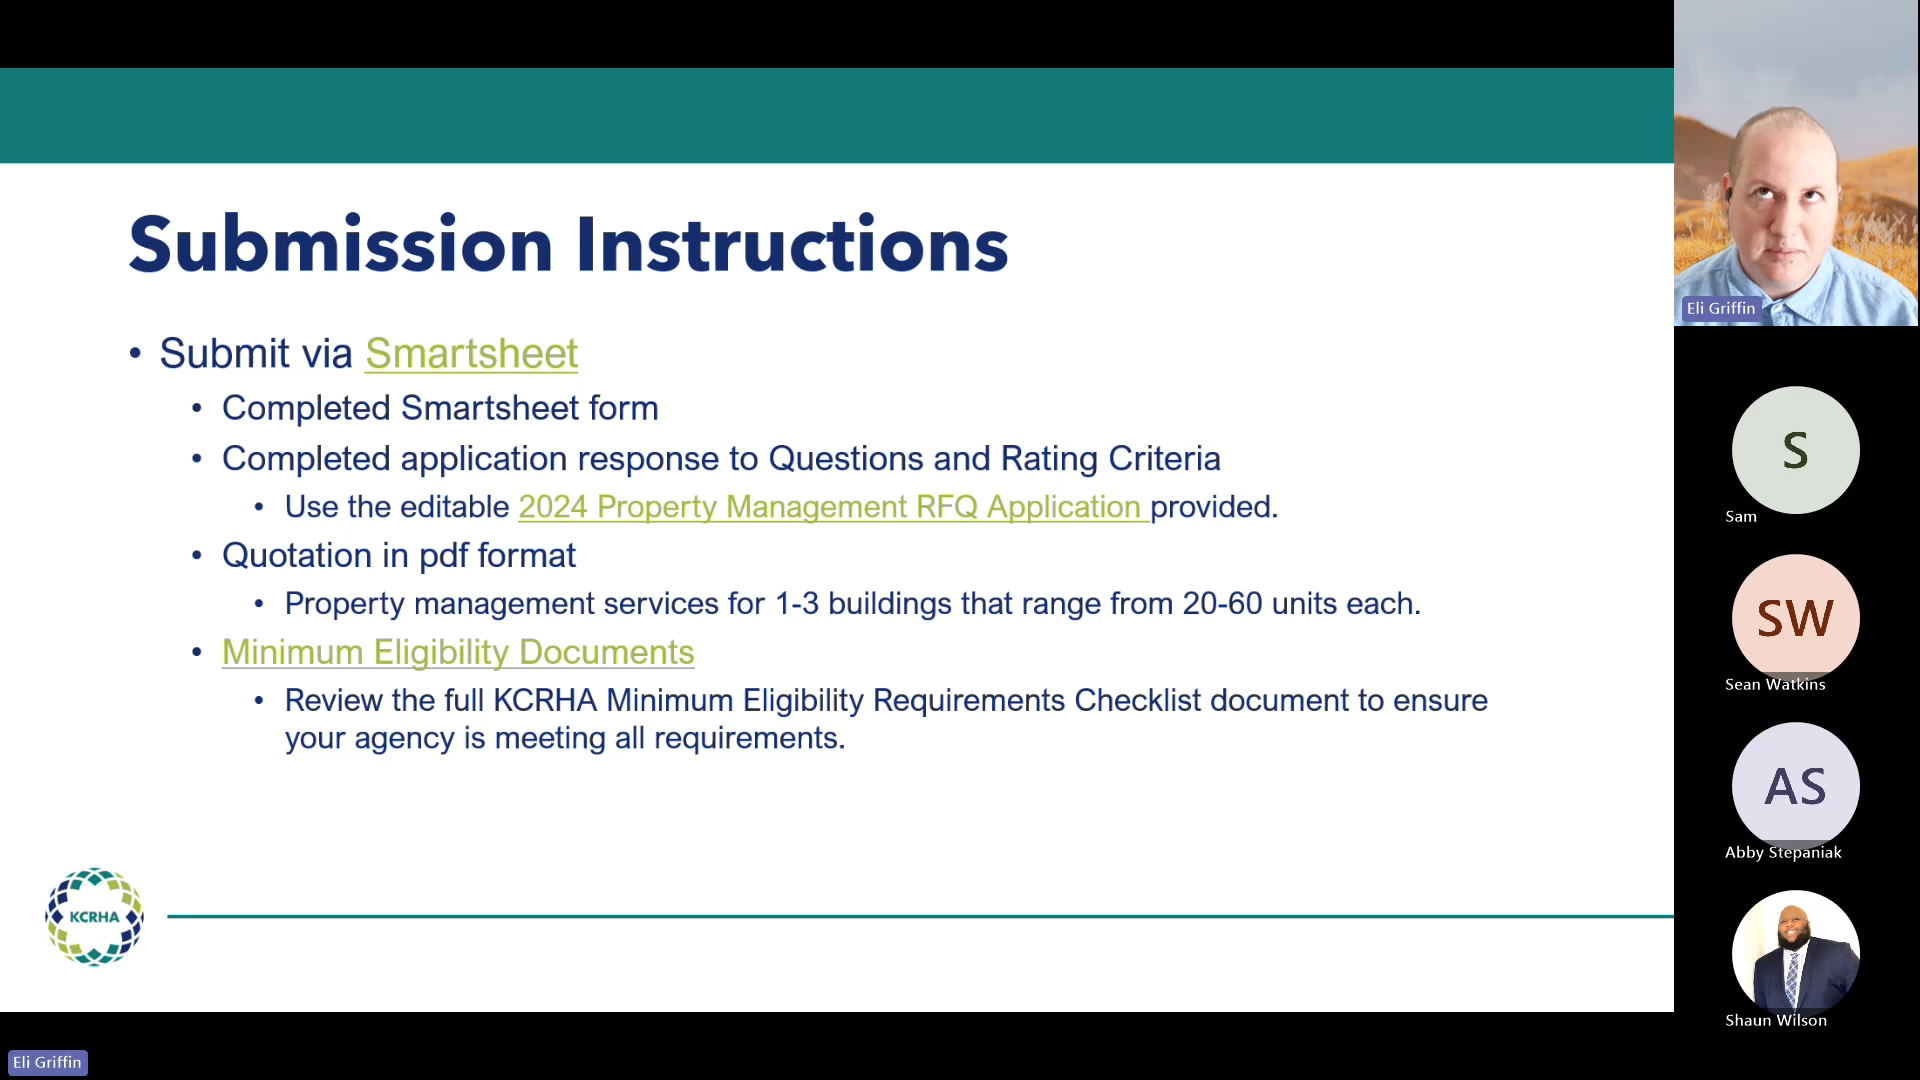 Submission Instructions
• Submit via Smartsheet
• Completed Smartsheet form
• Completed application response to Questions and Rating Criteria
• Use the editable 2024 Property Management RFQ Application provided.
• Quotation in pdf format
• Property management services for 1-3 buildings that range from 20-60 units each.
• Minimum Eligibility Documents
• Review the full KCRHA Minimum Eligibility Requirements Checklist document to ensure
your agency is meeting all requirements.
KCRHA
Eli Griffin
Eli Griffin
S
Sam
SW
Sean Watkins
AS
Abby Stepaniak
Shaun Wilson